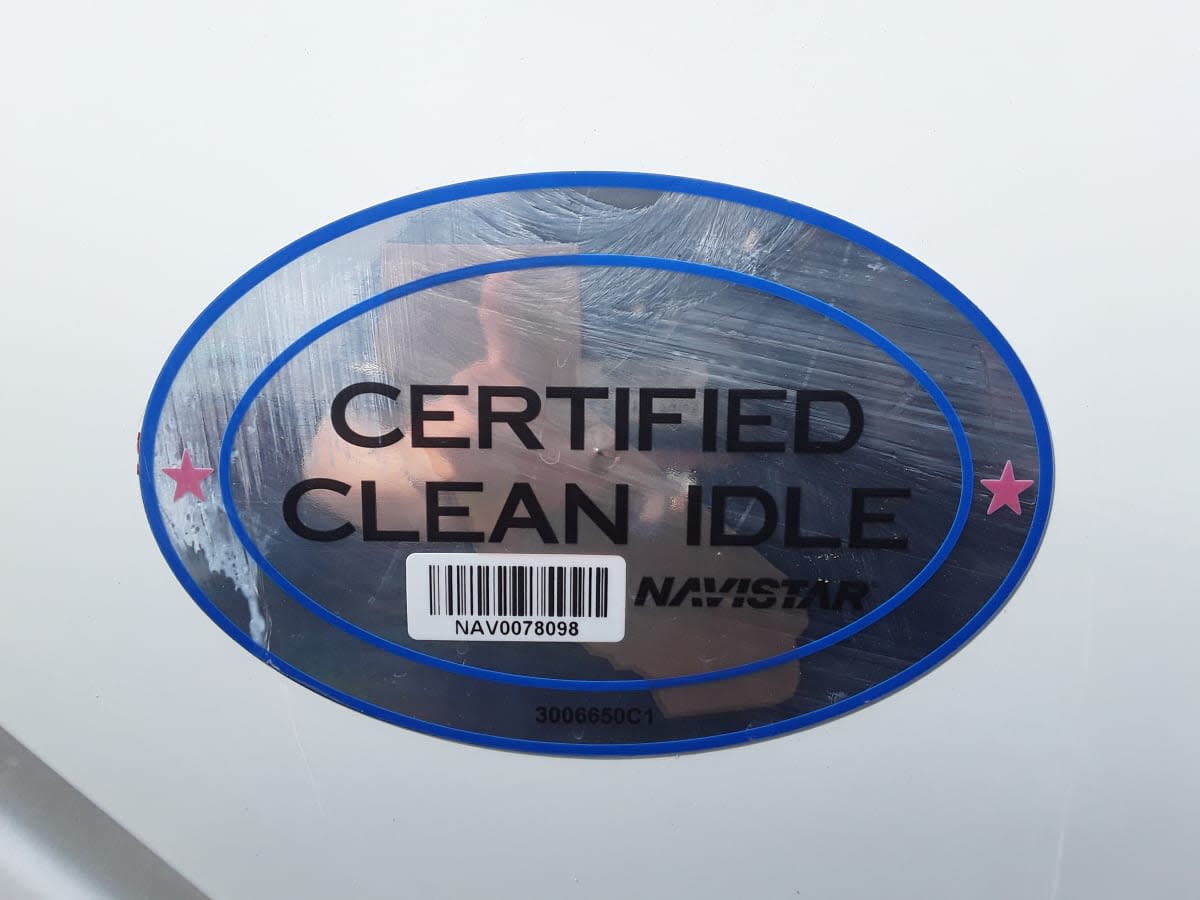 CERTIFIED
CLEAN IDLE
NAVISTAR
NAV0078098
3006650C1